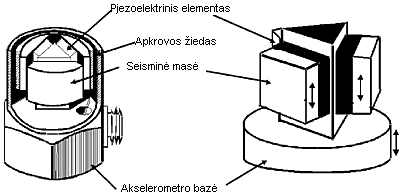 Pjezoelektrinis elementas
Apkrovos žiedas
Seisminė masė
Akselerometro bazė